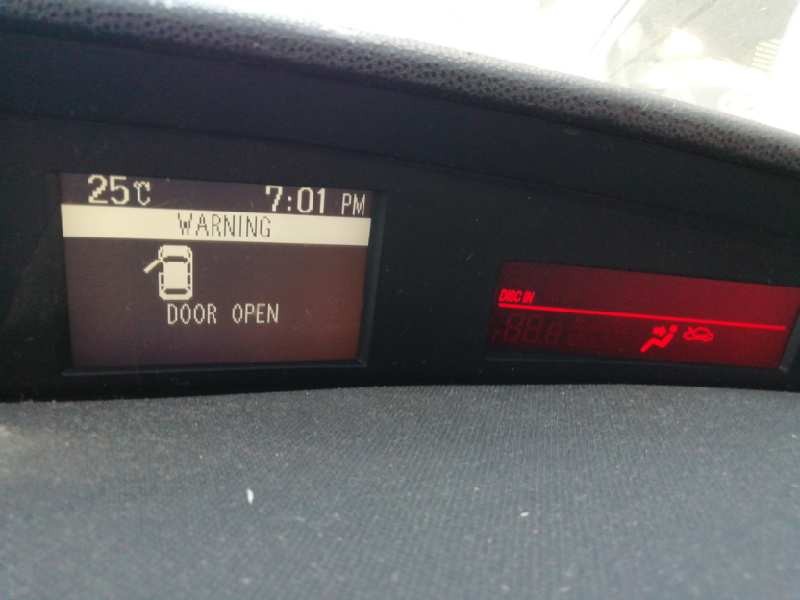 25℃ 7:01 PM
WARNING
DOOR OPEN
DISC IN